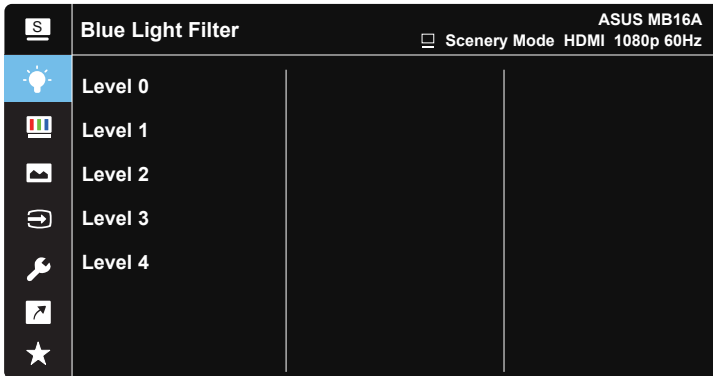 S
Blue Light Filter
ASUS MB16A
Scenery Mode HDMI 1080p 60Hz
Level 0
Level 1
Level 2
Level 3
Level 4